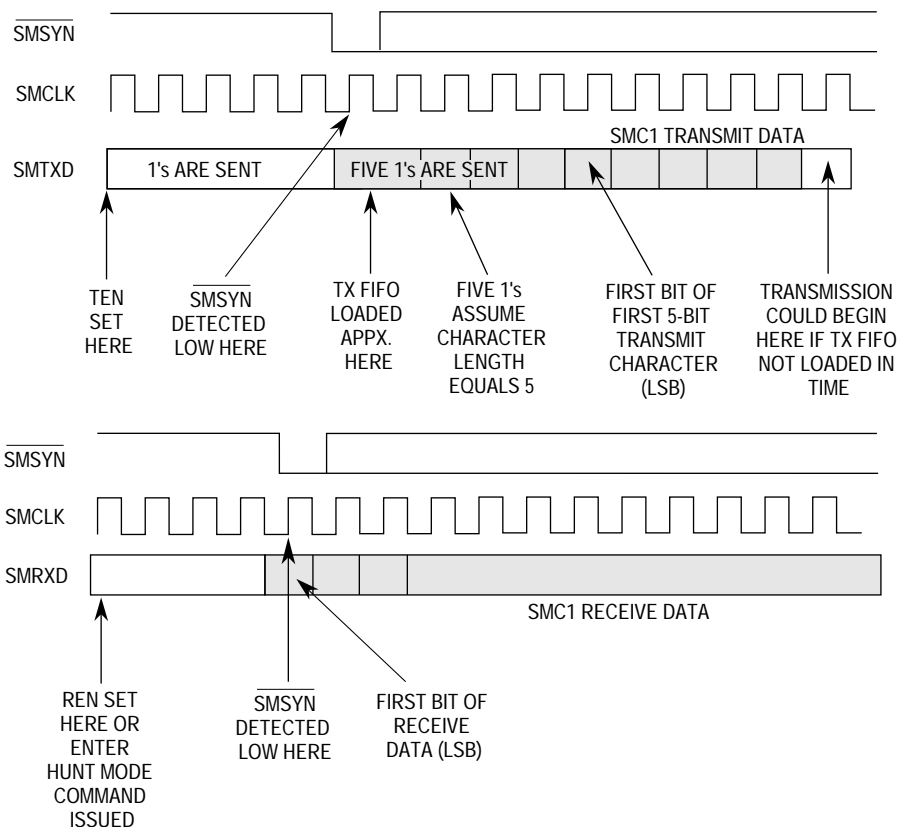 SMSYN
SMCLK
SMC1 TRANSMIT DATA
SMTXD
1's ARE SENT
FIVE 1's ARE SENT
TEN
SET
HERE
SMSYN
DETECTED
LOW HERE
TX FIFO
LOADED
APPX.
HERE
FIVE 1's
ASSUME
CHARACTER
LENGTH
EQUALS 5
FIRST BIT OF
FIRST 5-BIT
TRANSMIT
CHARACTER
(LSB)
TRANSMISSION
COULD BEGIN
HERE IF TX FIFO
NOT LOADED IN
TIME
SMSYN
SMCLK
SMRXD
SMC1 RECEIVE DATA
REN SET
HERE OR
ENTER
HUNT MODE
COMMAND
ISSUED
SMSYN
DETECTED
LOW HERE
FIRST BIT OF
RECEIVE
DATA (LSB)